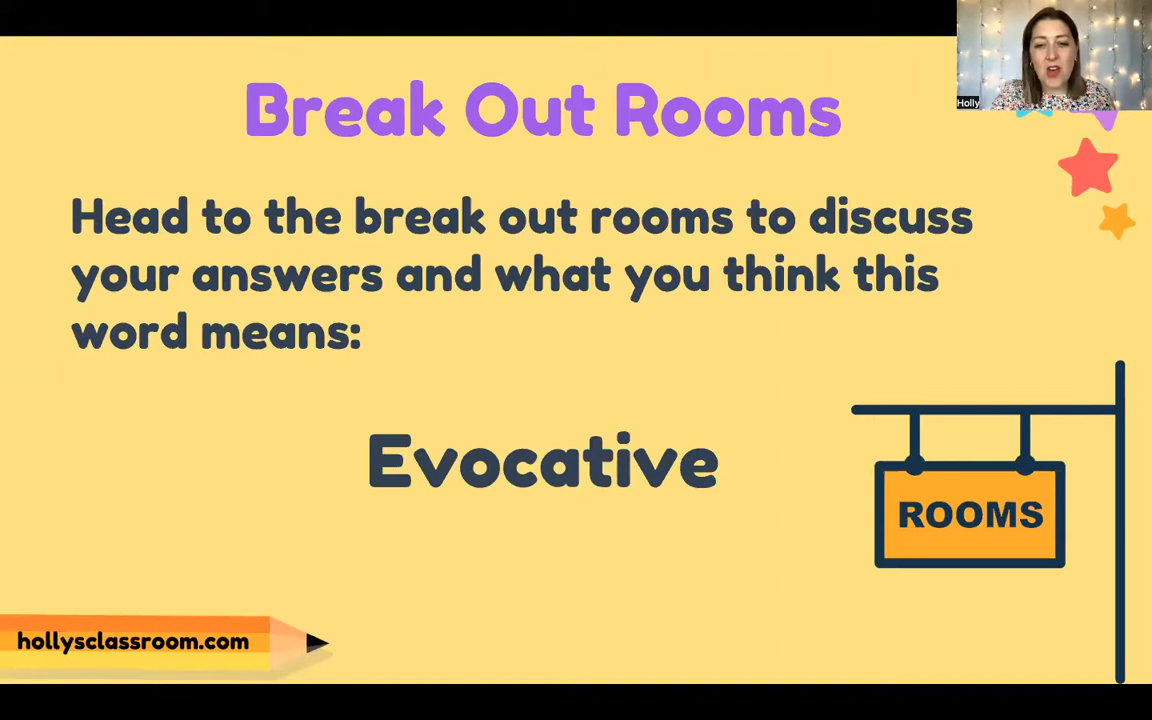 Break Out Rooms
Holly
Head to the break out rooms to discuss
your answers and what you think this
word means:
Evocative
ROOMS
hollysclassroom.com